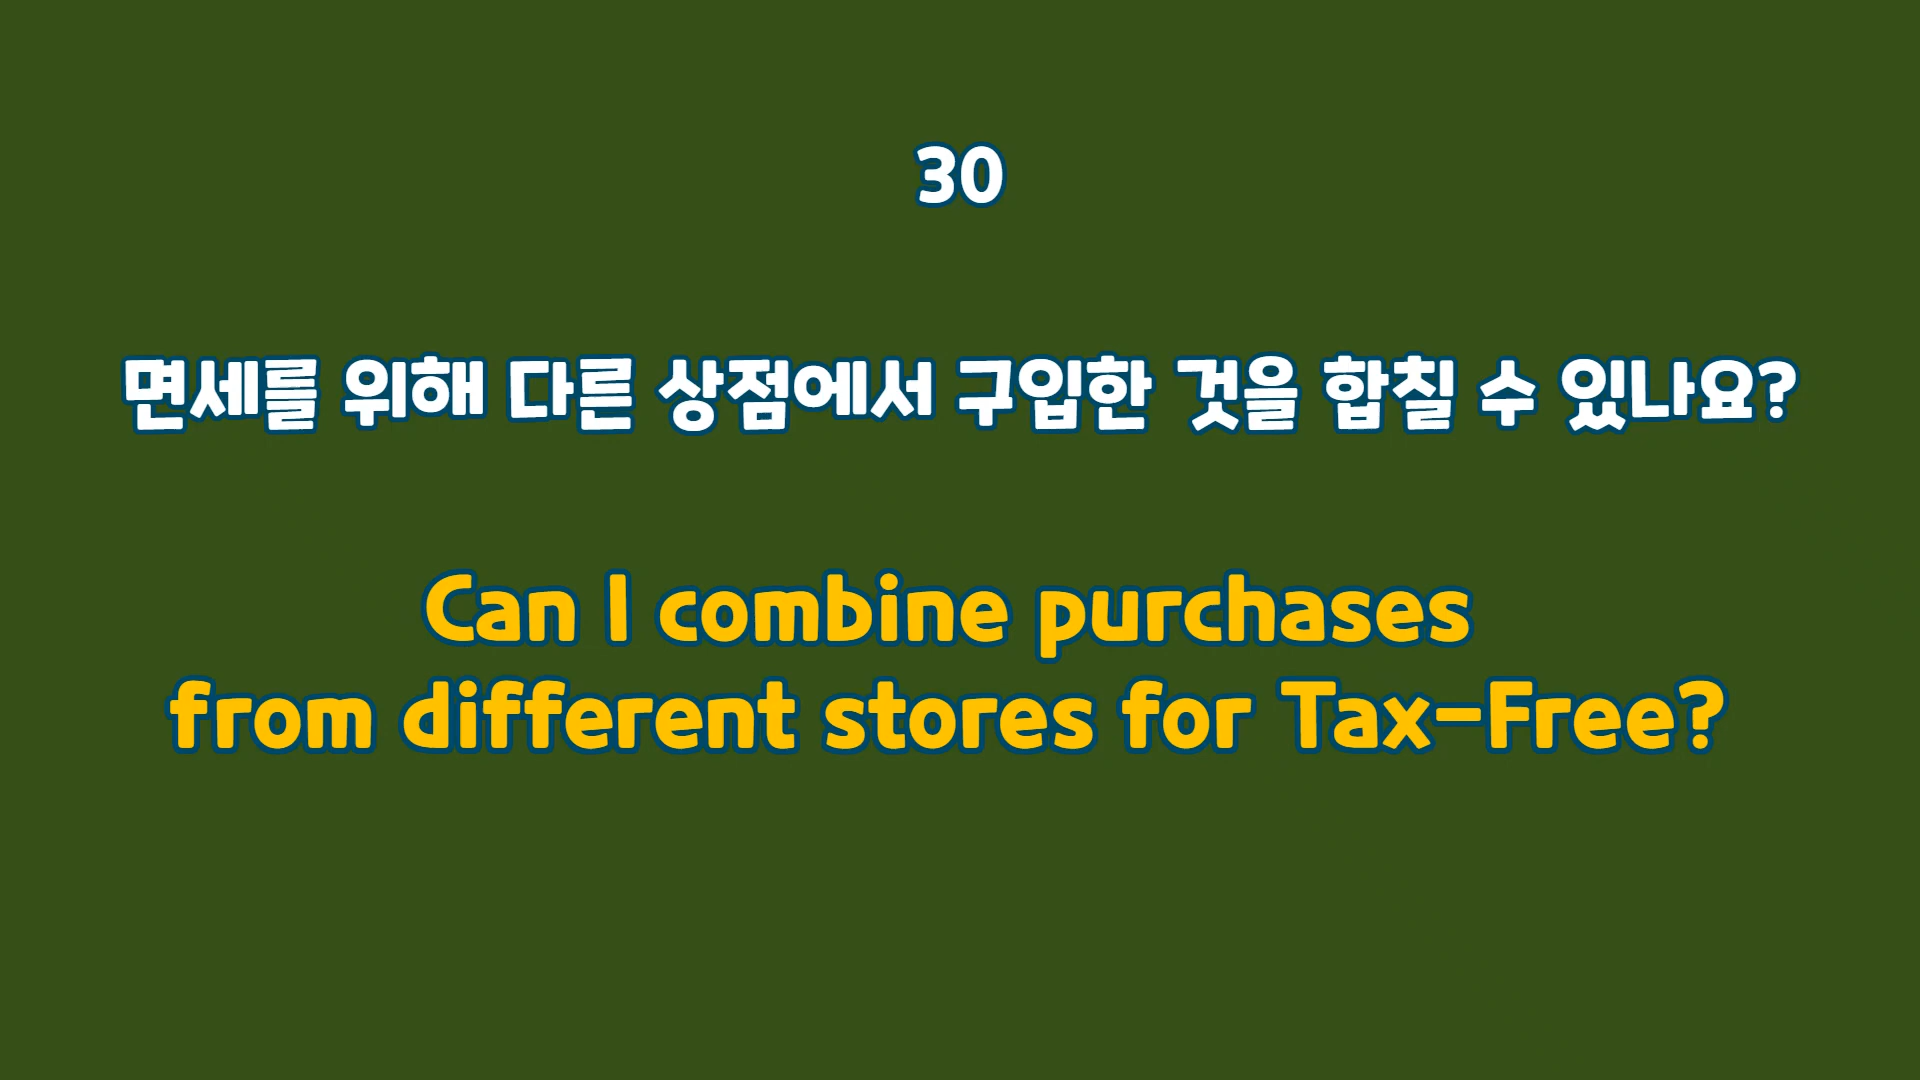 30
면세를 위해 다른 상점에서 구입한 것을 합칠 수 있나요?
Can I combine purchases
from different stores for Tax-Free?